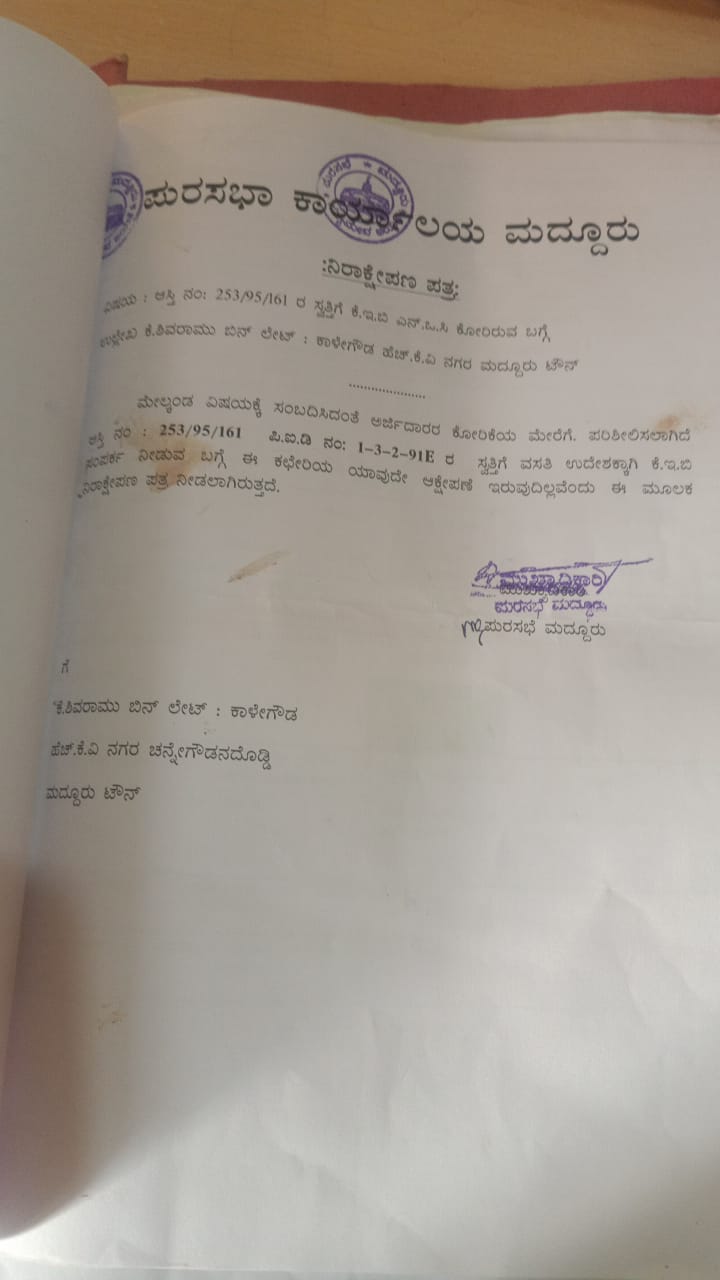 ಪುರಸಭಾ ಕಾರ್ಯಾಲಯ ಮದ್ದೂರು
:ನಿರಾಕ್ಷೇಪಣ ಪತ್ರ:
ವಿಷಯ : ಆಸ್ತಿ ನಂ: 253/95/161 ರ ಸ್ವತ್ತಿಗೆ ಕೆ.ಇ.ಬಿ ಎನ್.ಒ.ಸಿ ಕೋರಿರುವ ಬಗ್ಗೆ
ಉಲ್ಲೇಖ ಕೆ.ಶಿವರಾಮು ಬಿನ್ ಲೇಟ್ : ಕಾಳೇಗೌಡ ಹೆಚ್.ಕೆ.ವಿ ನಗರ ಮದ್ದೂರು ಟೌನ್
.....................
ಮೇಲ್ಕಂಡ ವಿಷಯಕ್ಕೆ ಸಂಬದಿಸಿದಂತೆ ಅರ್ಜಿದಾರರ ಕೋರಿಕೆಯ ಮೇರೆಗೆ. ಪರಿಶೀಲಿಸಲಾಗಿದೆ
ಆಸ್ತಿ ನಂ : 253/95/161 ಪಿ.ಐ.ಡಿ ನಂ: 1-3-2-91E ರ ಸ್ವತ್ತಿಗೆ ವಸತಿ ಉದೇಶಕ್ಕಾಗಿ ಕೆ.ಇ.ಬಿ
ಸಂಪರ್ಕ ನೀಡುವ ಬಗ್ಗೆ ಈ ಕಛೇರಿಯ ಯಾವುದೇ ಆಕ್ಷೇಪಣೆ ಇರುವುದಿಲ್ಲವೆಂದು ಈ ಮೂಲಕ
ನಿರಾಕ್ಷೇಪಣ ಪತ್ರ ನೀಡಲಾಗಿರುತ್ತದೆ.
ಮುಖ್ಯಾಧಿಕಾರಿ
ಪುರಸಭೆ ಮದ್ದೂರು.
ಪುರಸಭೆ ಮದ್ದೂರು
ಗೆ
ಕೆ.ಶಿವರಾಮು ಬಿನ್ ಲೇಟ್ : ಕಾಳೇಗೌಡ
ಹೆಚ್.ಕೆ.ವಿ ನಗರ ಚನ್ನೇಗೌಡನದೊಡ್ಡಿ
ಮದ್ದೂರು ಟೌನ್